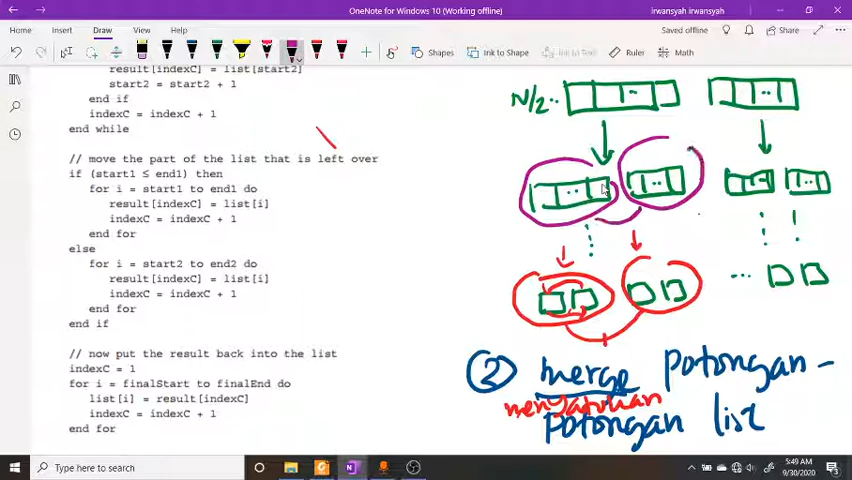 OneNote for Windows 10 (Working offline)
irwansyah irwansyah
Home Insert Draw View Help
Saved offline Share
Shapes Ink to Shape Ink to Text Ruler Math
result[indexC] = list[start2]
start2 = start2 + 1
end if
indexC = indexC + 1
end while
// move the part of the list that is left over
if (start1 ≤ end1) then
for i = start1 to end1 do
result[indexC] = list[i]
indexC = indexC + 1
end for
else
for i = start2 to end2 do
result[indexC] = list[i]
indexC = indexC + 1
end for
end if
// now put the result back into the list
indexC = 1
for i = finalStart to finalEnd do
list[i] = result[indexC]
indexC = indexC + 1
end for
N/2
2 merge potongan -
menyatukan
potongan list
Type here to search
5:49 AM
9/30/2020